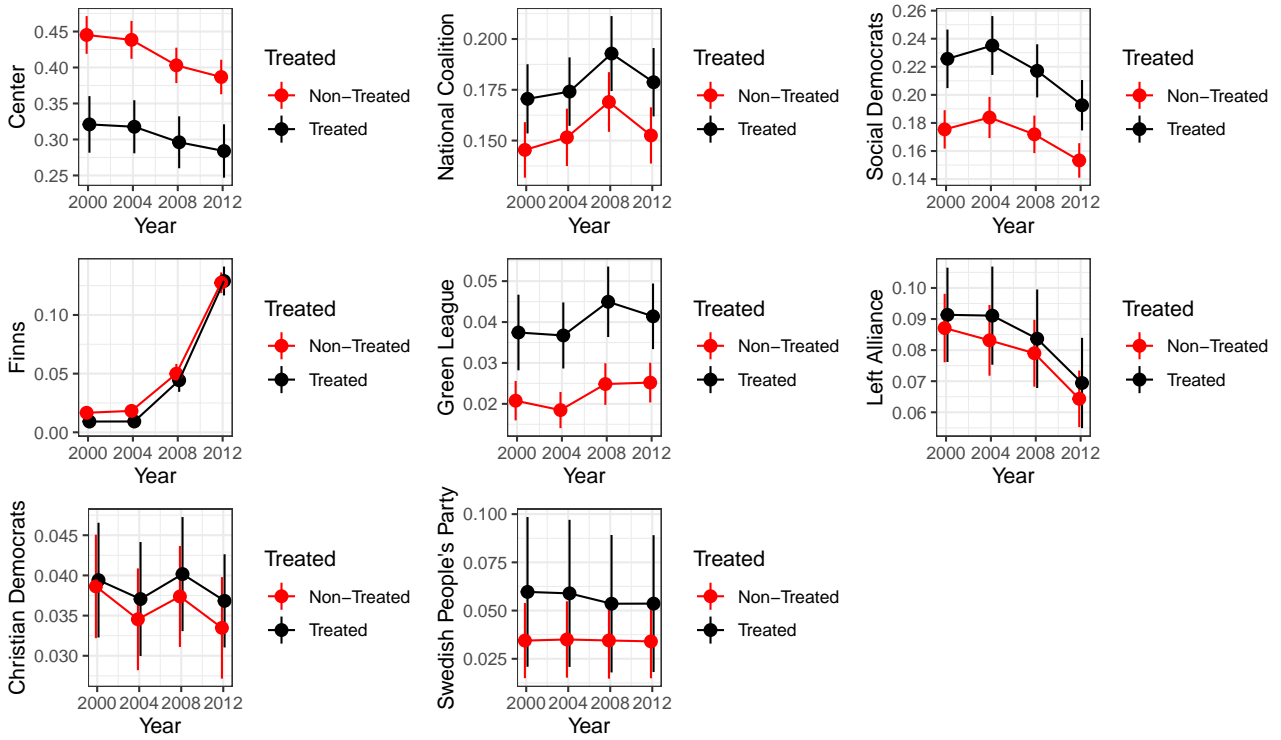 Center
0.45
0.40
0.35
0.30
0.25
2000 2004 2008 2012
Year
Treated
Non−Treated
Treated
National Coalition
0.200
0.175
0.150
2000 2004 2008 2012
Year
Treated
Non−Treated
Treated
Social Democrats
0.26
0.24
0.22
0.20
0.18
0.16
0.14
2000 2004 2008 2012
Year
Treated
Non−Treated
Treated
Finns
0.10
0.05
0.00
2000 2004 2008 2012
Year
Treated
Non−Treated
Treated
Green League
0.05
0.04
0.03
0.02
2000 2004 2008 2012
Year
Treated
Non−Treated
Treated
Left Alliance
0.10
0.09
0.08
0.07
0.06
2000 2004 2008 2012
Year
Treated
Non−Treated
Treated
Christian Democrats
0.045
0.040
0.035
0.030
2000 2004 2008 2012
Year
Treated
Non−Treated
Treated
Swedish People's Party
0.100
0.075
0.050
0.025
2000 2004 2008 2012
Year
Treated
Non−Treated
Treated